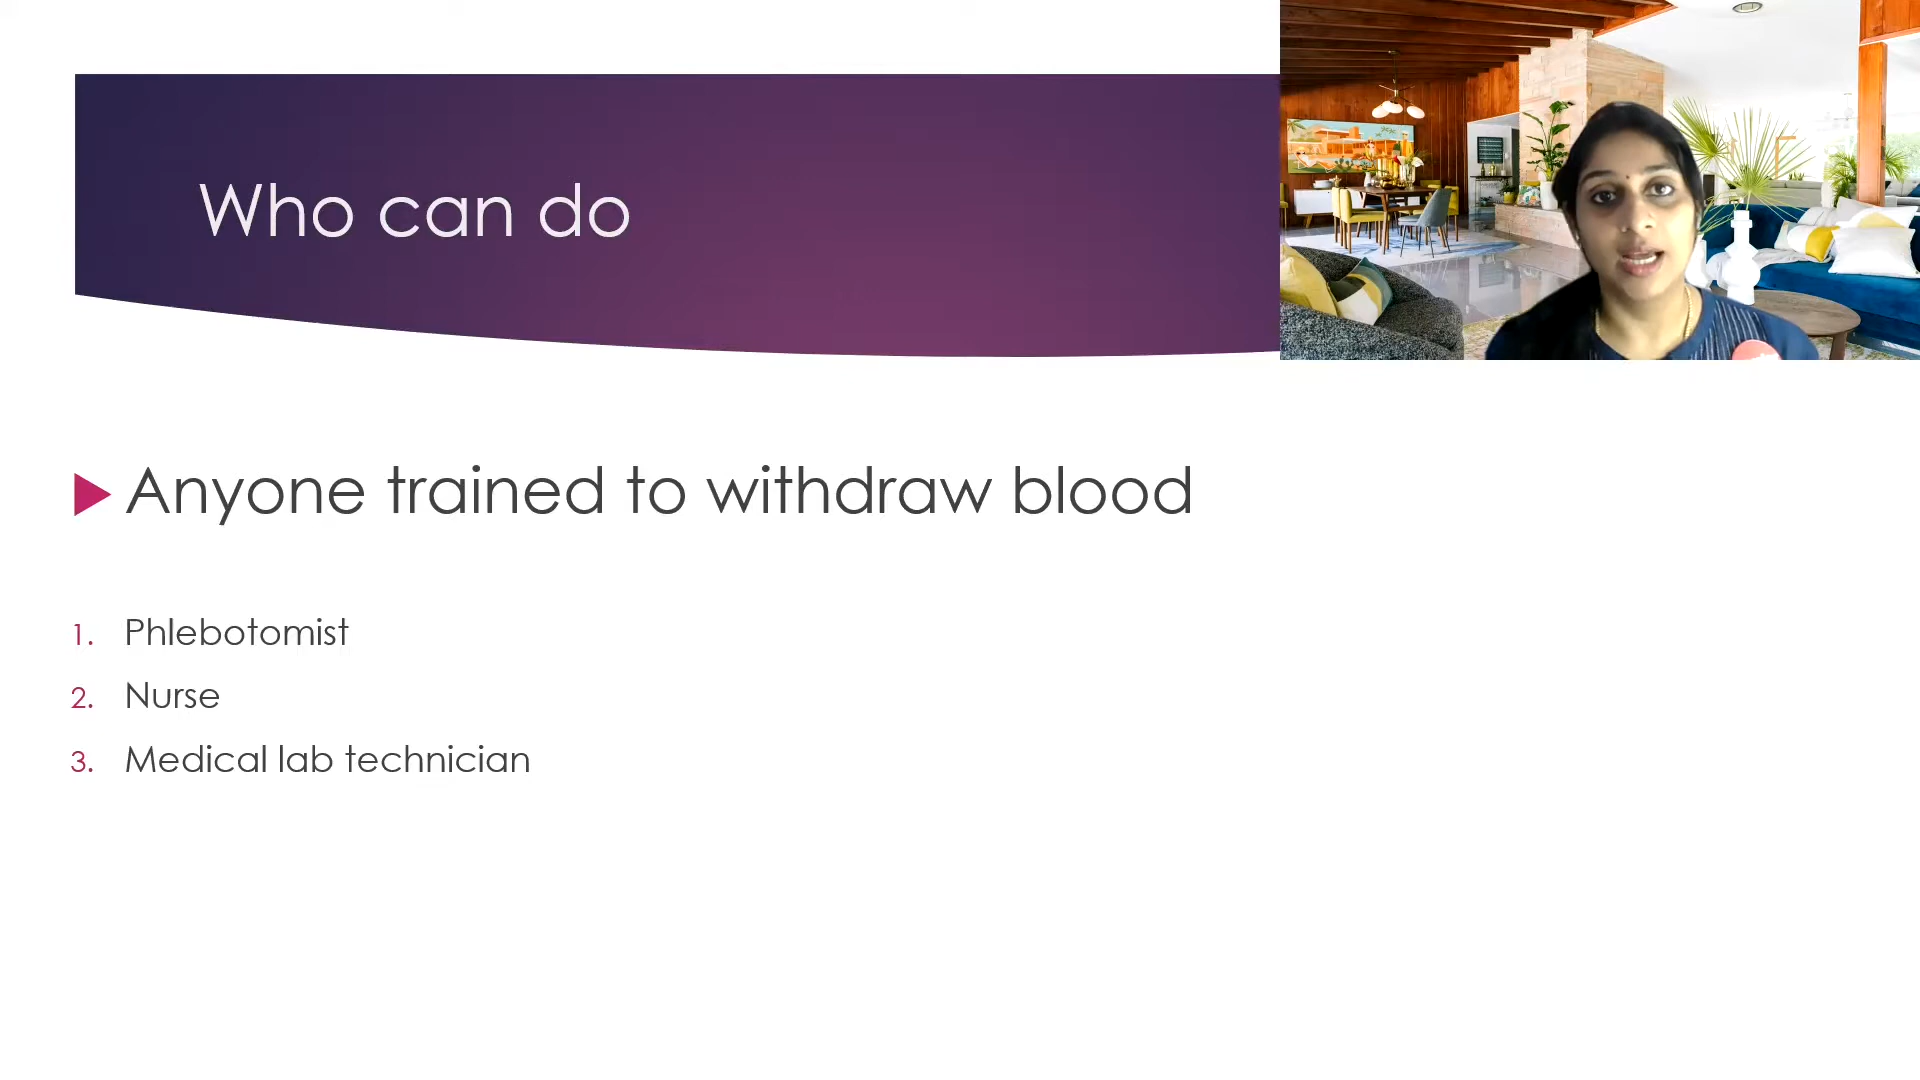 Who can do
Anyone trained to withdraw blood
1. Phlebotomist
2. Nurse
3. Medical lab technician